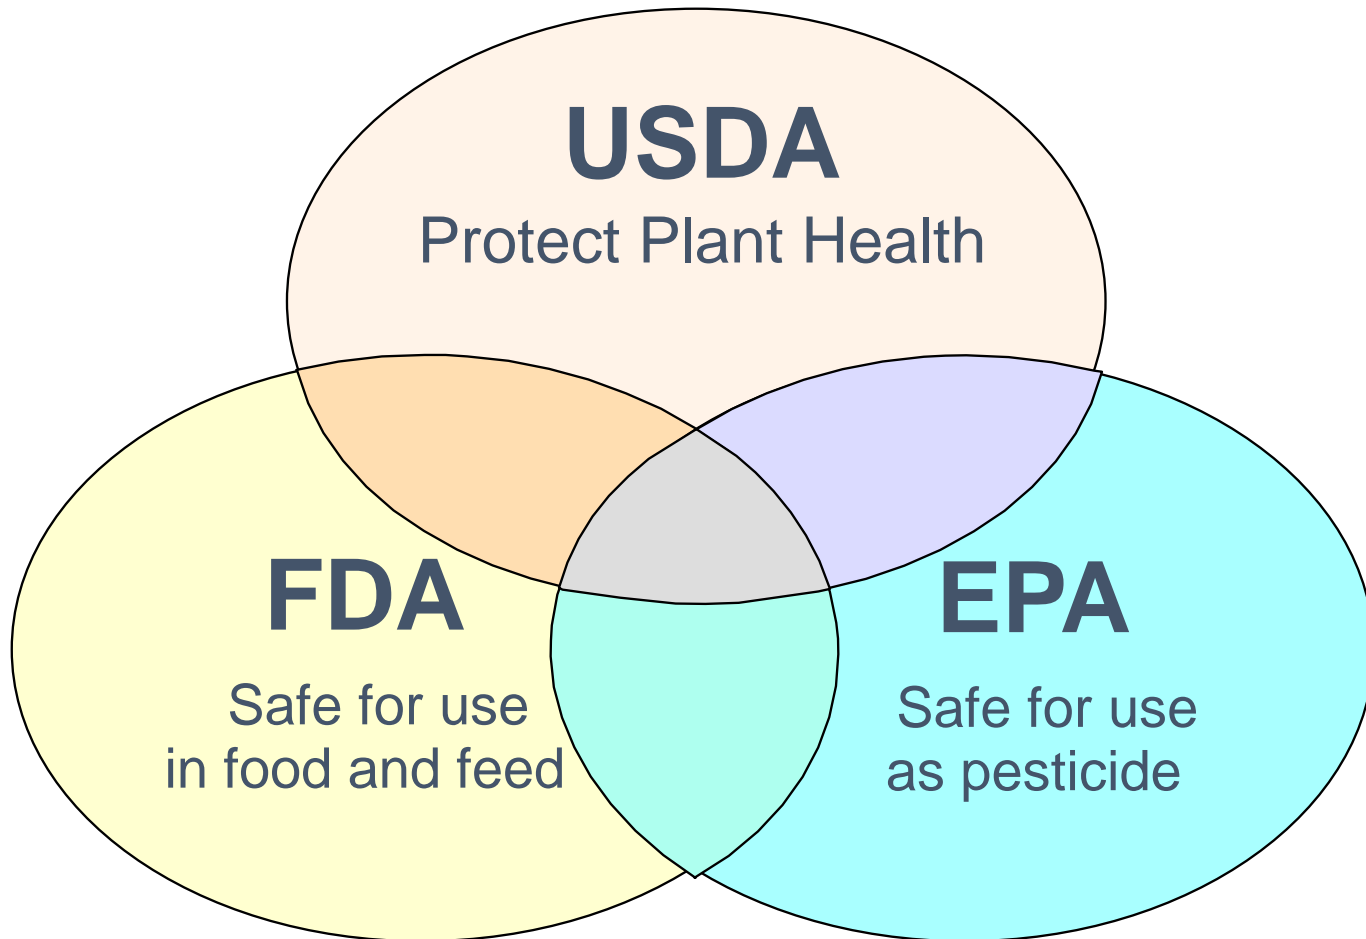 USDA
Protect Plant Health
FDA
Safe for use
in food and feed
EPA
Safe for use
as pesticide